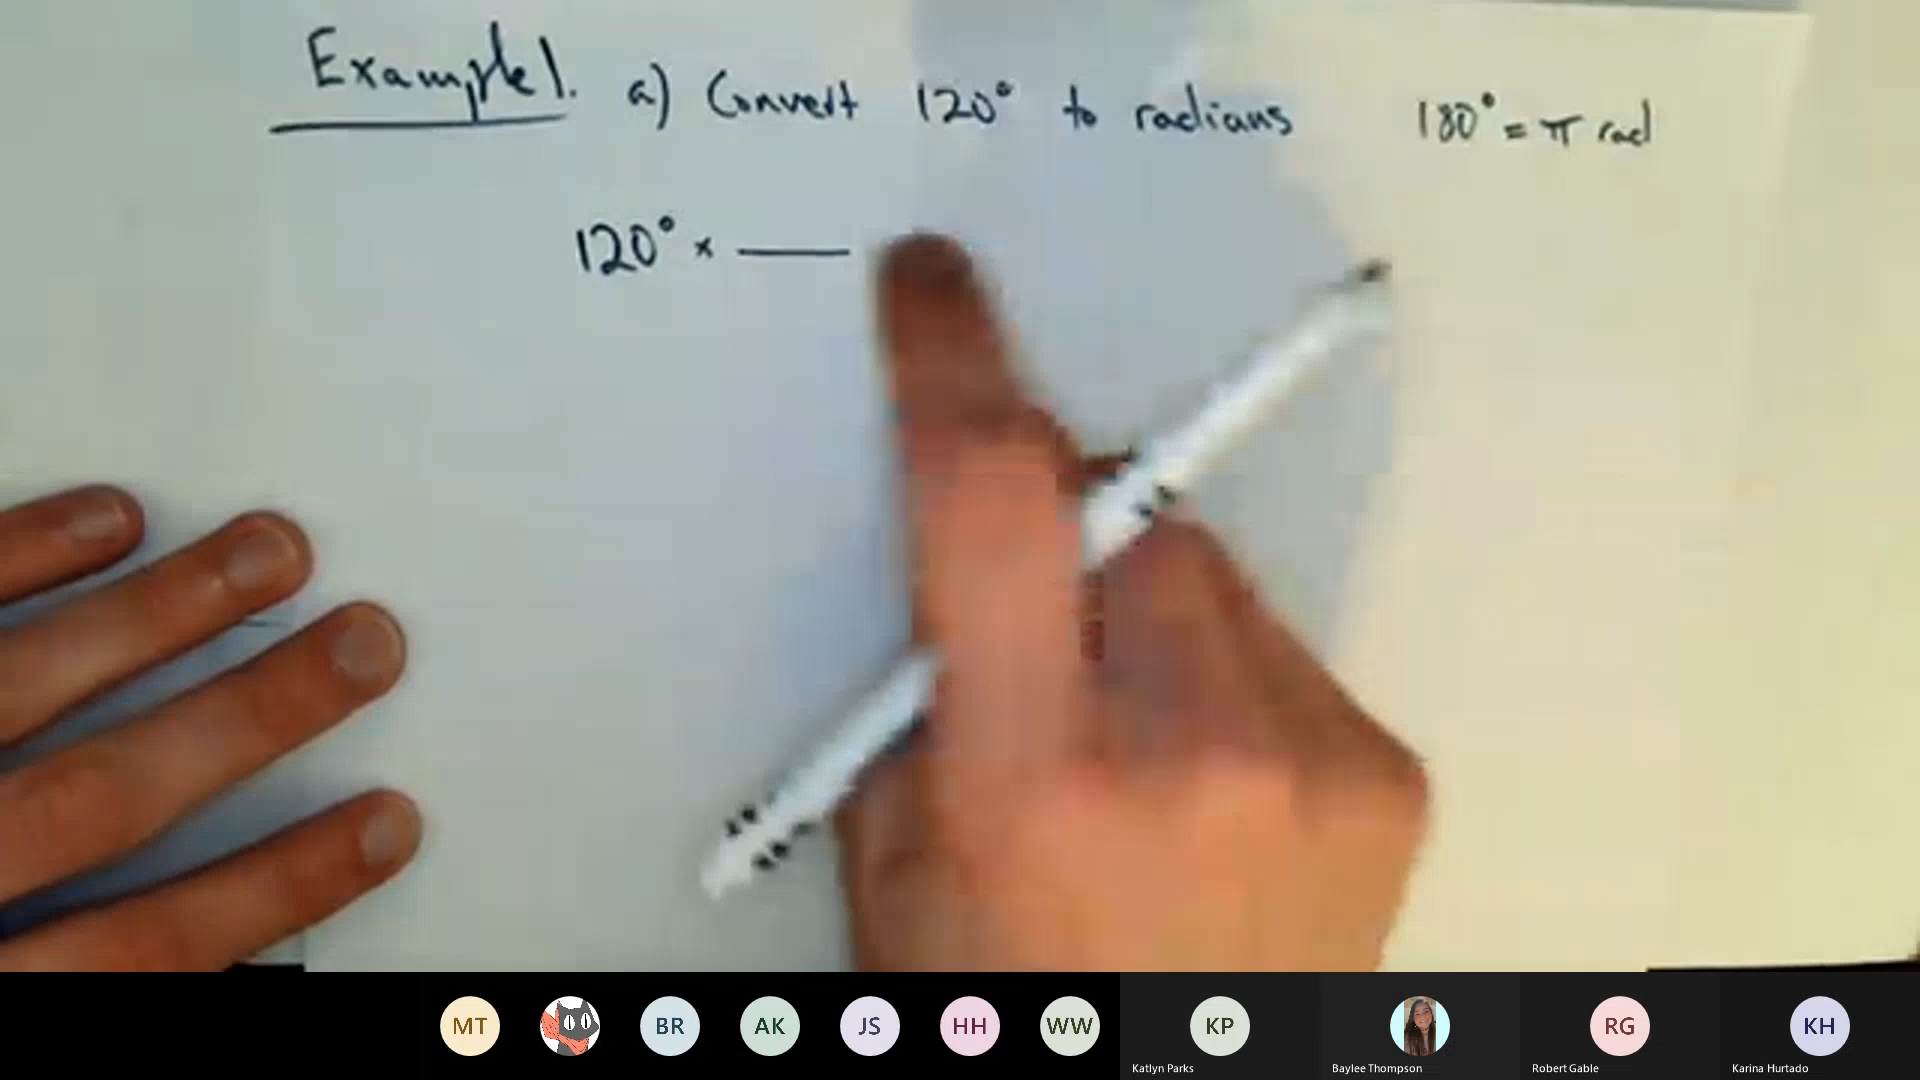 Example 1. a) Convert 120° to radians 180° = π rad
120° × ___
MT BR AK JS HH WW KP RG KH
Katlyn Parks Baylee Thompson Robert Gable Karina Hurtado